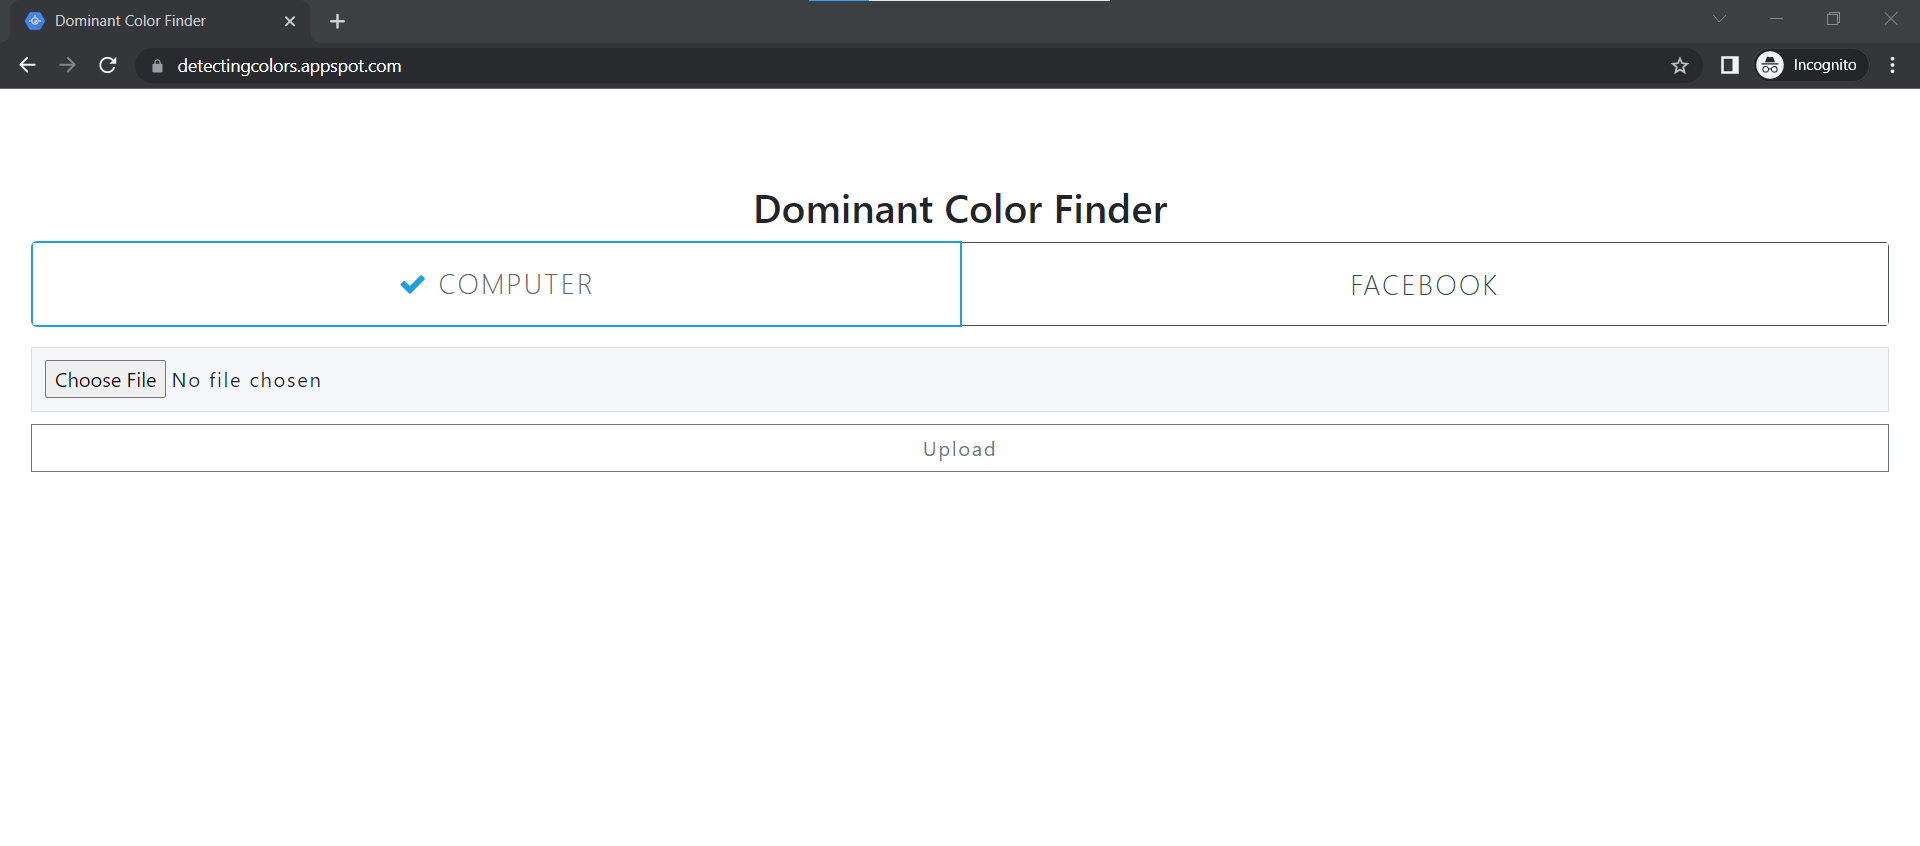 Dominant Color Finder
detectingcolors.appspot.com
Incognito
Dominant Color Finder
COMPUTER
FACEBOOK
Choose File No file chosen
Upload